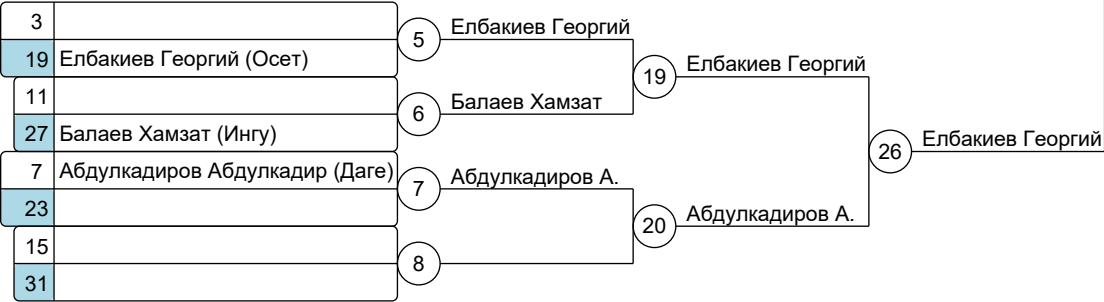 3
19 Елбакиев Георгий (Осет)
11
27 Балаев Хамзат (Ингу)
7 Абдулкадиров Абдулкадир (Даге)
23
15
31
5 Елбакиев Георгий
6 Балаев Хамзат
7 Абдулкадиров А.
8
19 Елбакиев Георгий
20 Абдулкадиров А.
26 Елбакиев Георгий